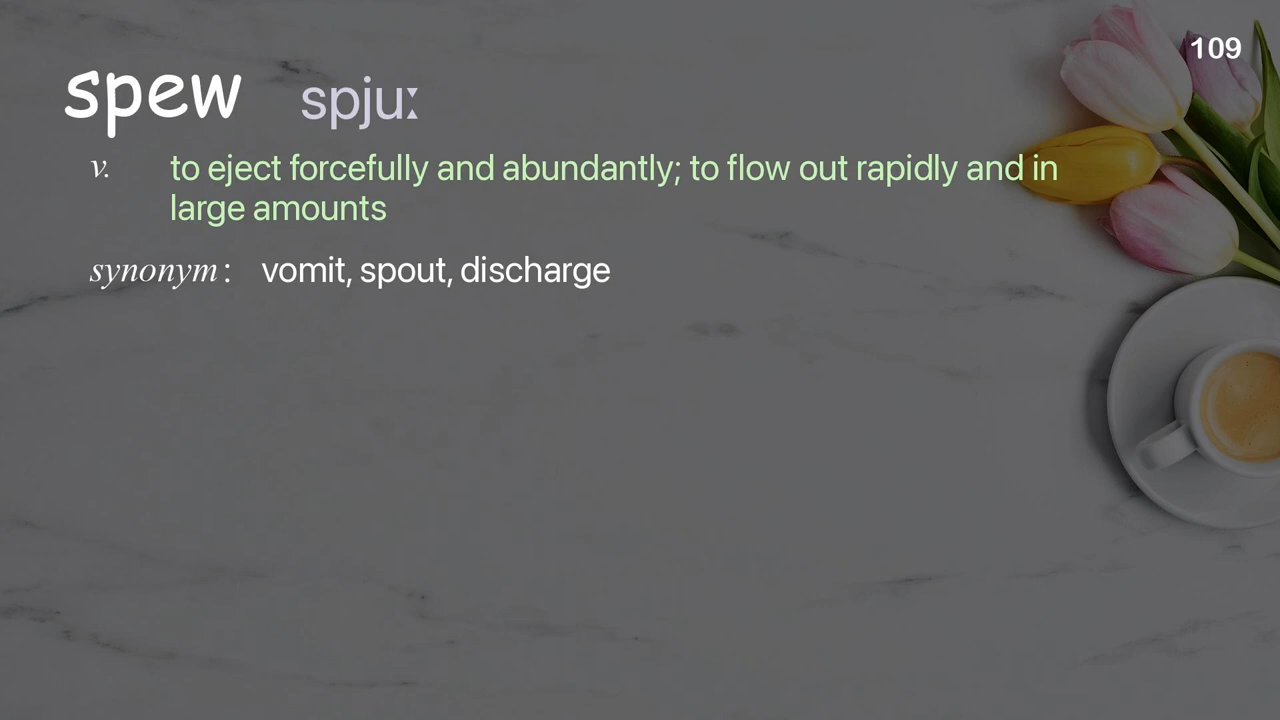 109
spew spjuː
v. to eject forcefully and abundantly; to flow out rapidly and in
large amounts
synonym: vomit, spout, discharge